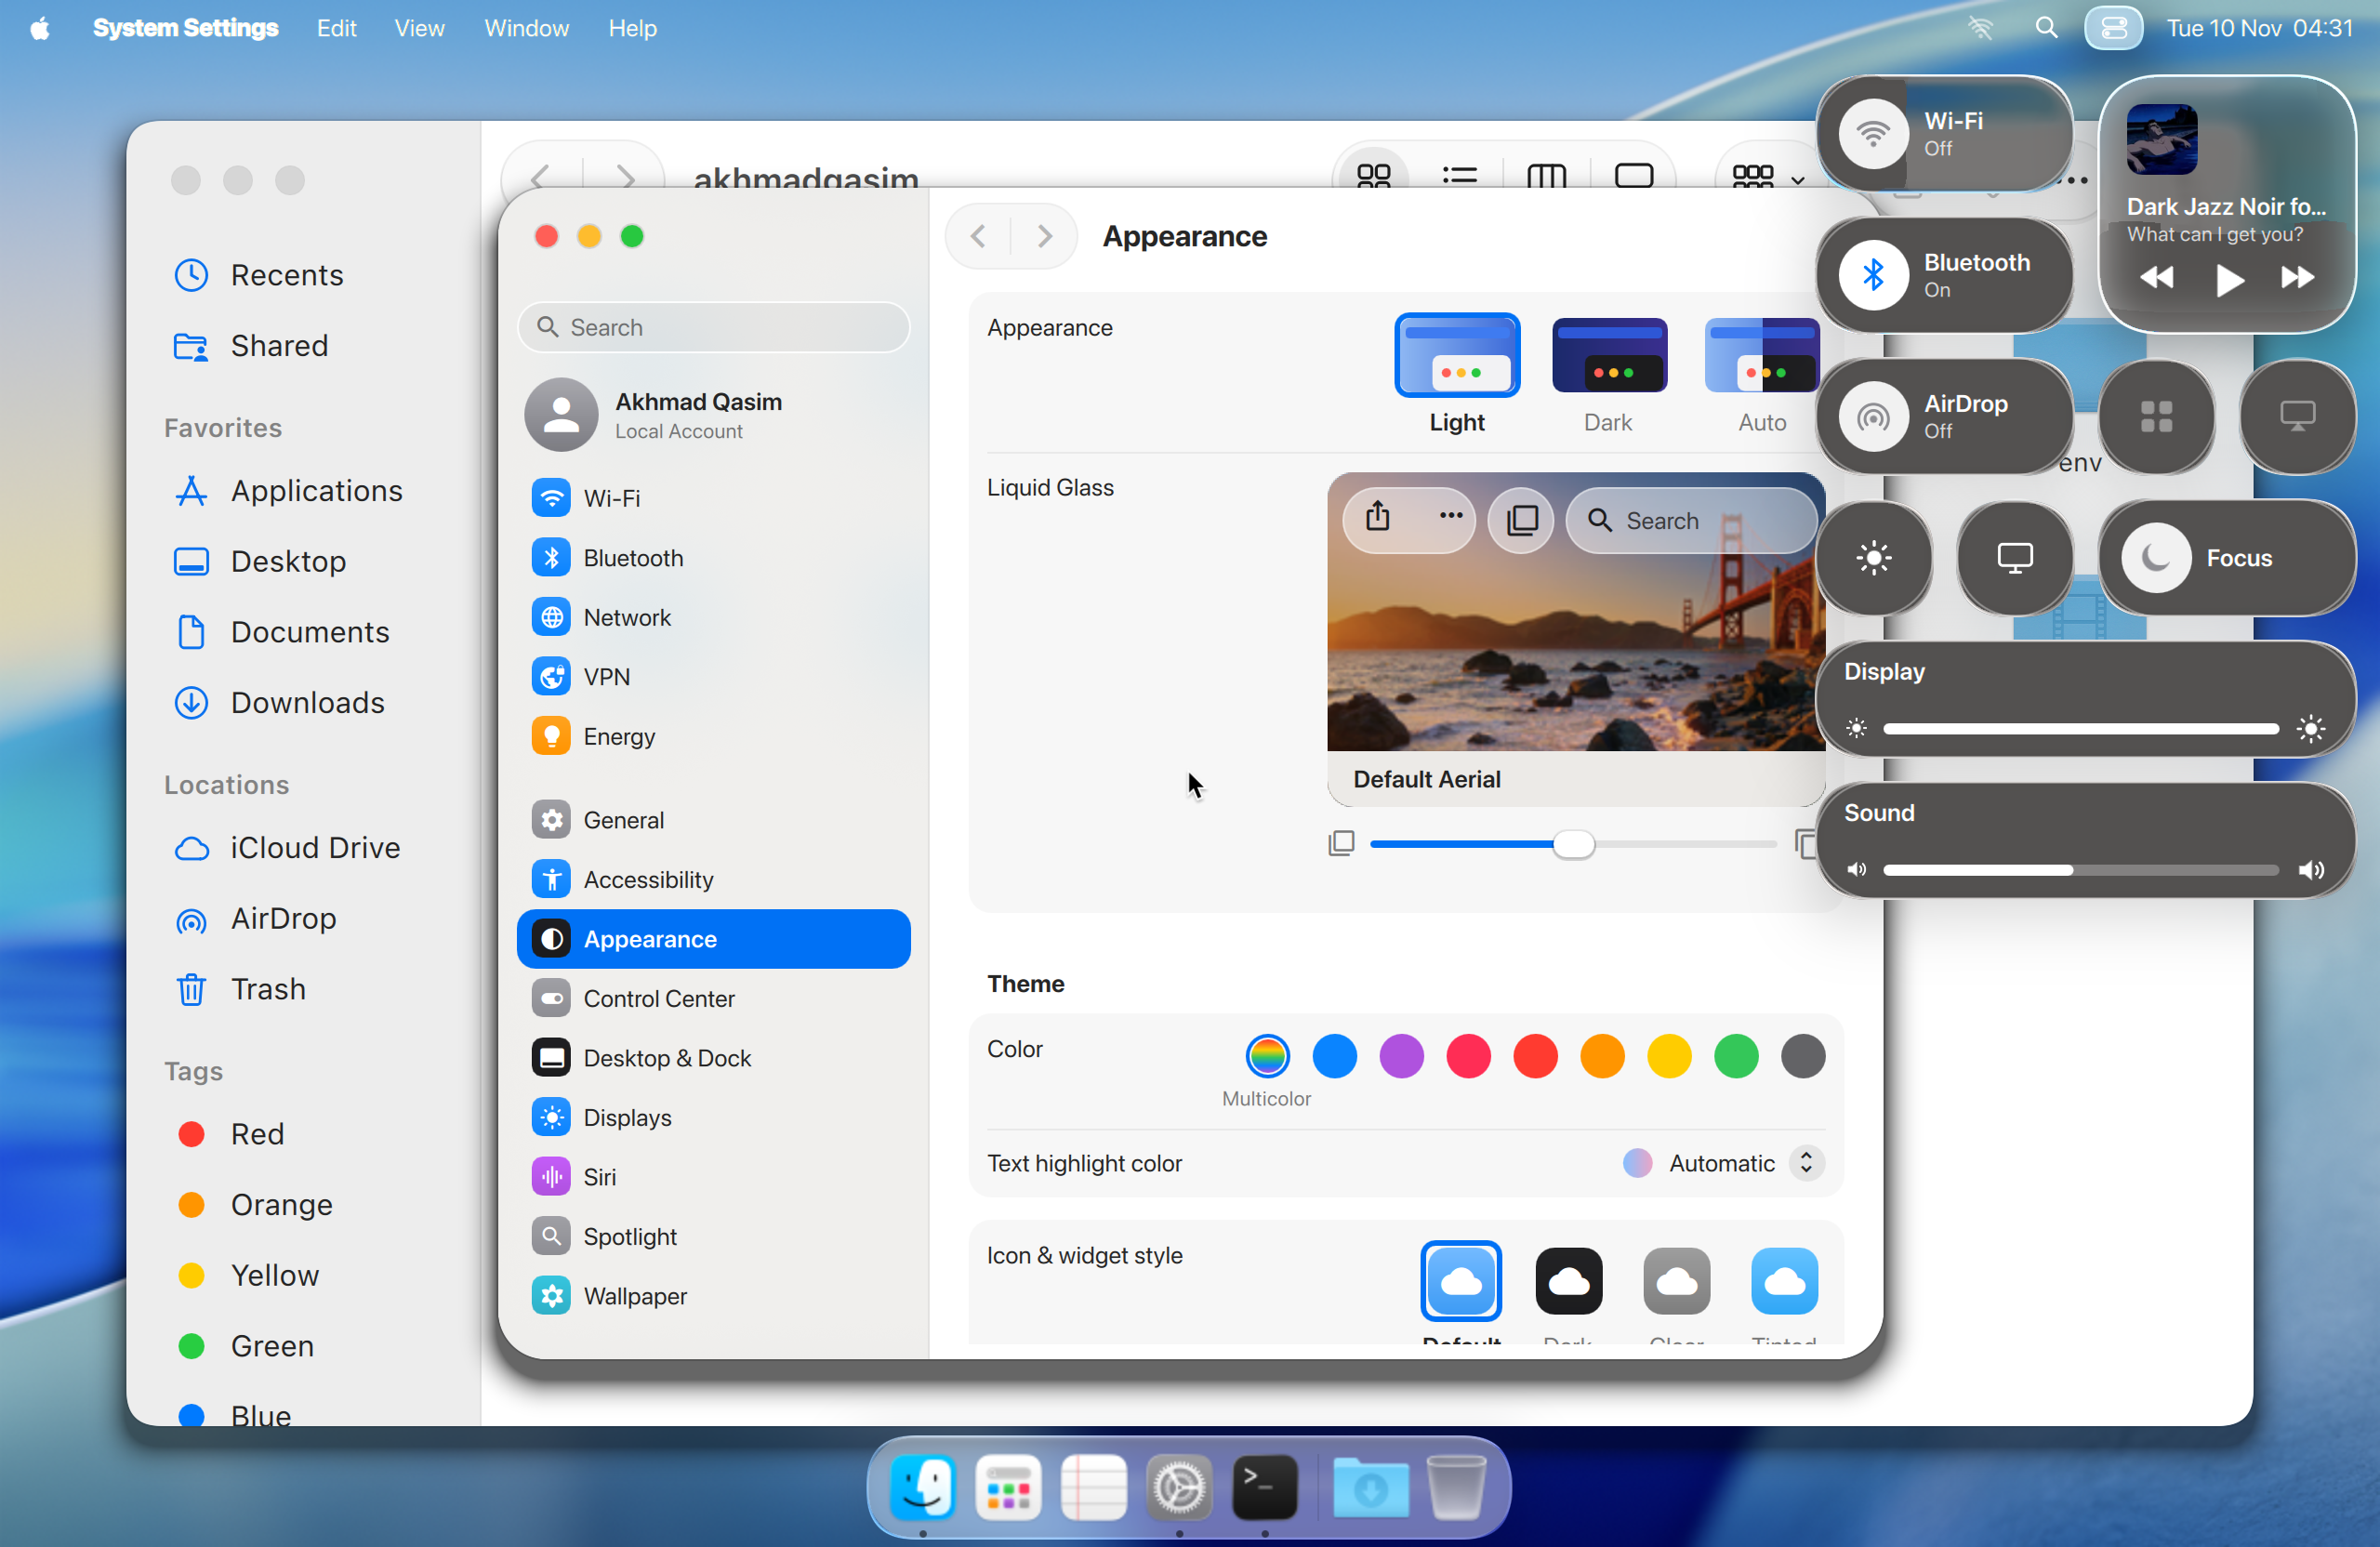 System Settings Edit View Window Help
Tue 10 Nov 04:31
akhmadqasim
Recents
Shared
Favorites
Applications
Desktop
Documents
Downloads
Locations
iCloud Drive
AirDrop
Trash
Tags
Red
Orange
Yellow
Green
Blue
Search
Akhmad Qasim
Local Account
Wi-Fi
Bluetooth
Network
VPN
Energy
General
Accessibility
Appearance
Control Center
Desktop & Dock
Displays
Siri
Spotlight
Wallpaper
Appearance
Appearance
Light Dark Auto
Liquid Glass
Search
Default Aerial
Theme
Color
Multicolor
Text highlight color Automatic
Icon & widget style
Default Dark Clear Tinted
Wi-Fi
Off
Bluetooth
On
AirDrop
Off
Dark Jazz Noir fo...
What can I get you?
env
Focus
Display
Sound